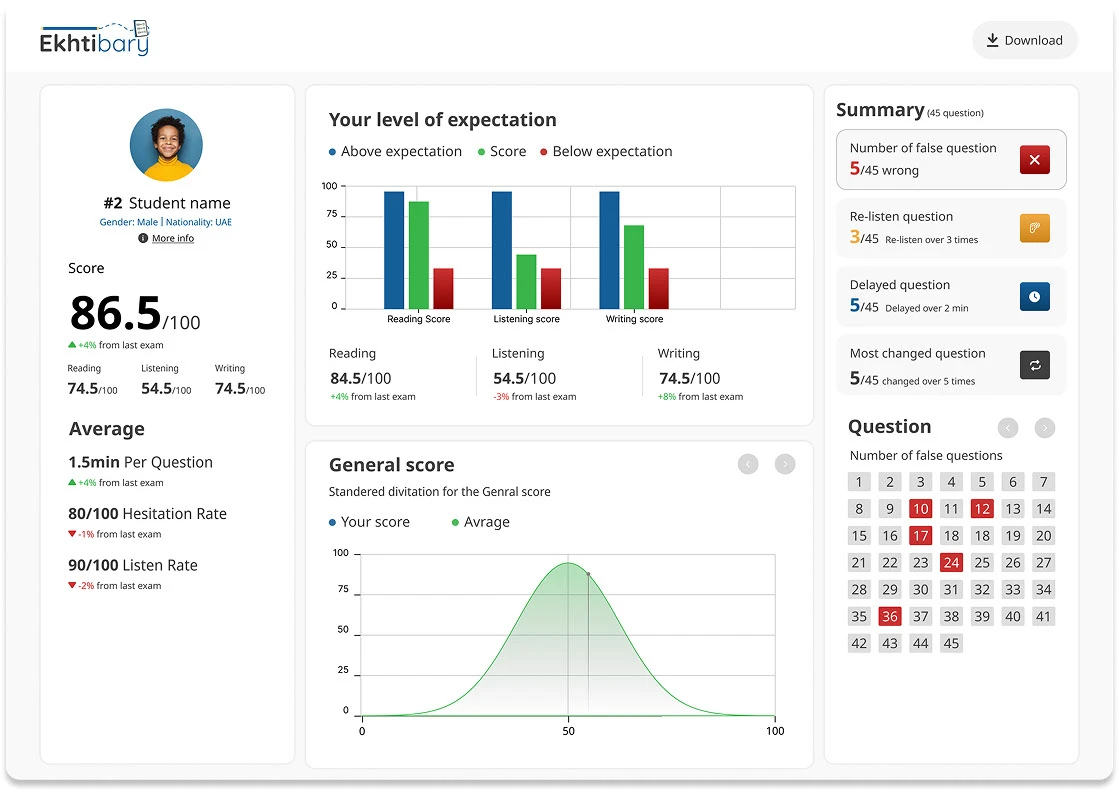 Ekhtibary
Download
#2 Student name
Gender: Male | Nationality: UAE
More info
Score
86.5/100
+4% from last exam
Reading Listening Writing
74.5/100 54.5/100 74.5/100
Average
1.5min Per Question
+4% from last exam
80/100 Hesitation Rate
-1% from last exam
90/100 Listen Rate
-2% from last exam
Your level of expectation
Above expectation Score Below expectation
100
75
50
25
0
Reading Score Listening score Writing score
Reading Listening Writing
84.5/100 54.5/100 74.5/100
+4% from last exam -3% from last exam +8% from last exam
General score
Standered divitation for the Genral score
Your score Avrage
100
75
50
25
0
0 50 100
Summary (45 question)
Number of false question
5/45 wrong
Re-listen question
3/45 Re-listen over 3 times
Delayed question
5/45 Delayed over 2 min
Most changed question
5/45 changed over 5 times
Question
Number of false questions
1 2 3 4 5 6 7
8 9 10 11 12 13 14
15 16 17 18 18 19 20
21 22 23 24 25 26 27
28 29 30 31 32 33 34
35 36 37 38 39 40 41
42 43 44 45